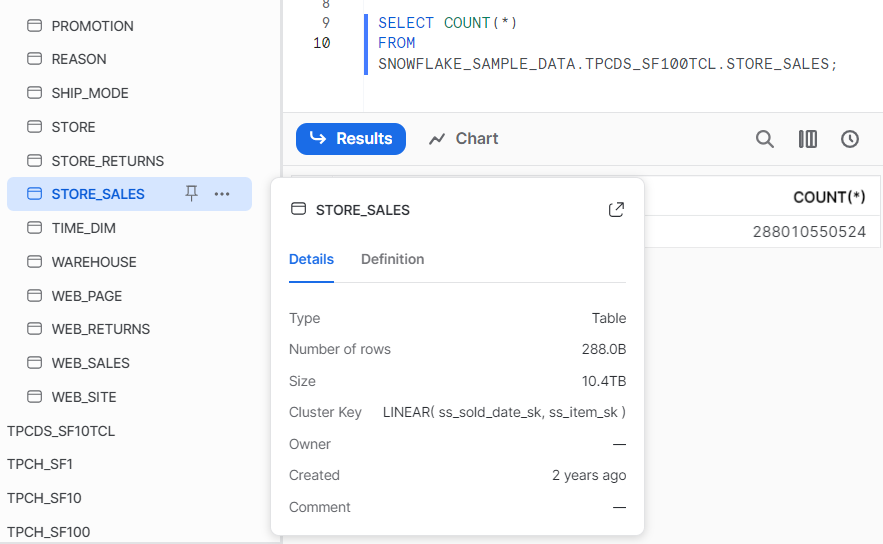 PROMOTION
REASON
SHIP_MODE
STORE
STORE_RETURNS
STORE_SALES
TIME_DIM
WAREHOUSE
WEB_PAGE
WEB_RETURNS
WEB_SALES
WEB_SITE
TPCDS_SF10TCL
TPCH_SF1
TPCH_SF10
TPCH_SF100
8
9 SELECT COUNT(*)
10 FROM
SNOWFLAKE_SAMPLE_DATA.TPCDS_SF100TCL.STORE_SALES;
Results Chart
COUNT(*)
288010550524
STORE_SALES
Details Definition
Type Table
Number of rows 288.0B
Size 10.4TB
Cluster Key LINEAR( ss_sold_date_sk, ss_item_sk )
Owner —
Created 2 years ago
Comment —